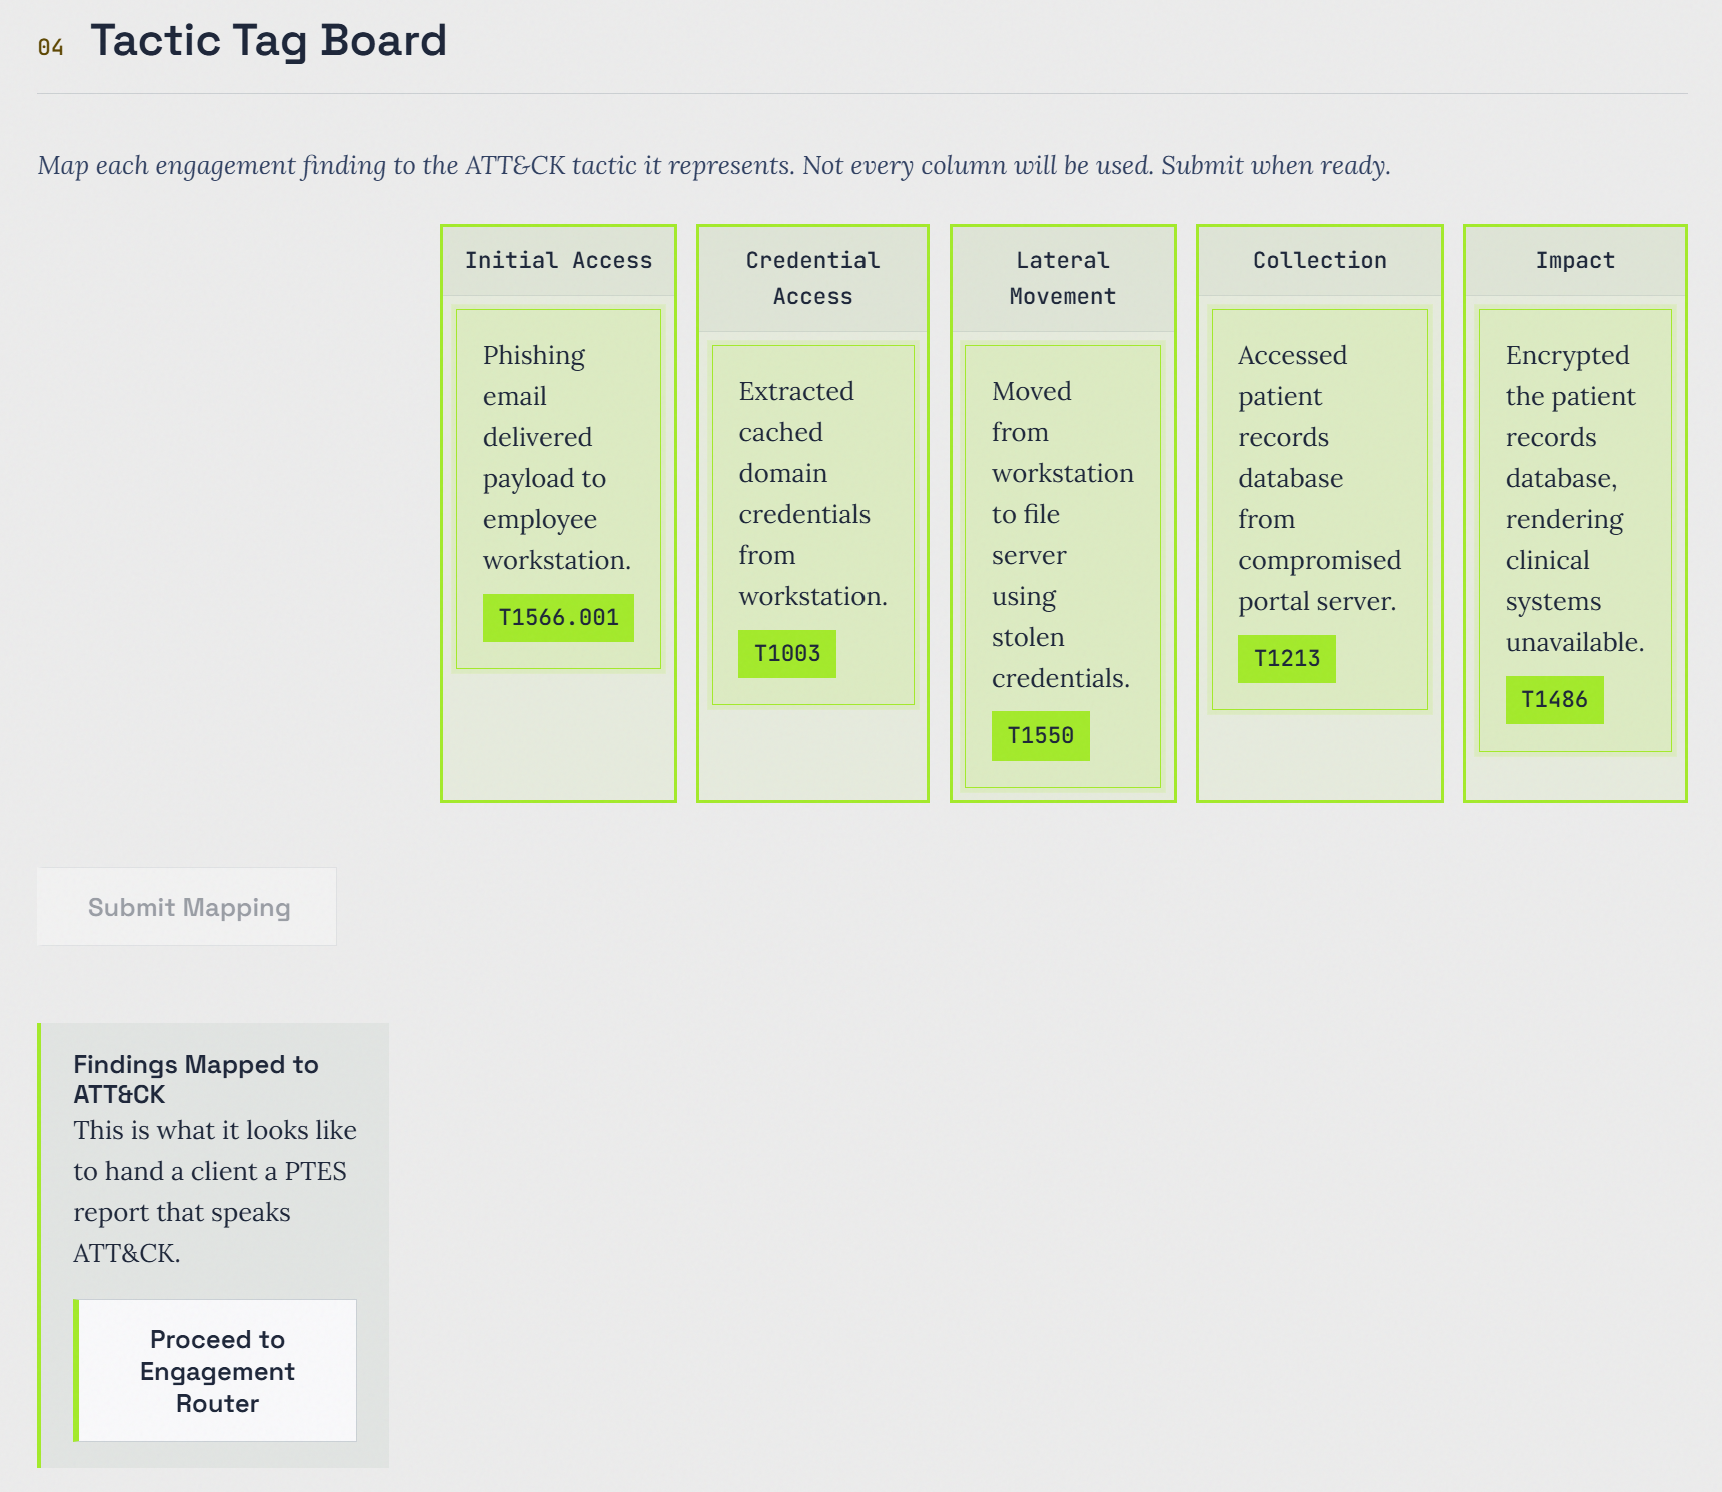 04 Tactic Tag Board
Map each engagement finding to the ATT&CK tactic it represents. Not every column will be used. Submit when ready.
Initial Access
Phishing
email
delivered
payload to
employee
workstation.
T1566.001
Credential
Access
Extracted
cached
domain
credentials
from
workstation.
T1003
Lateral
Movement
Moved
from
workstation
to file
server
using
stolen
credentials.
T1550
Collection
Accessed
patient
records
database
from
compromised
portal server.
T1213
Impact
Encrypted
the patient
records
database,
rendering
clinical
systems
unavailable.
T1486
Submit Mapping
Findings Mapped to
ATT&CK
This is what it looks like
to hand a client a PTES
report that speaks
ATT&CK.
Proceed to
Engagement
Router